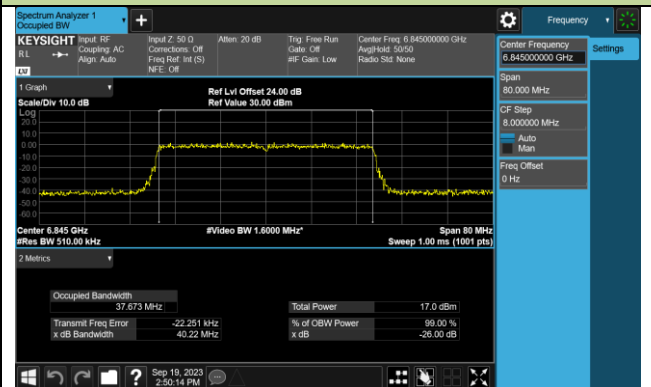 Spectrum Analyzer 1
Occupied BW
Frequency
KEYSIGHT
RL
Input: RF
Coupling: AC
Align: Auto
Input Z: 50 Ω
Corrections: Off
Freq Ref: Int (S)
NFE: Off
Atten: 20 dB
Trig: Free Run
Gate: Off
#IF Gain: Low
Center Freq: 6.845000000 GHz
Avg|Hold: 50/50
Radio Std: None
Center Frequency
6.845000000 GHz
Settings
Span
80.000 MHz
CF Step
8.000000 MHz
Auto
Man
Freq Offset
0 Hz
1 Graph
Scale/Div 10.0 dB
Ref Lvl Offset 24.00 dB
Ref Value 30.00 dBm
Log
20.0
10.0
0.00
-10.0
-20.0
-30.0
-40.0
-50.0
-60.0
Center 6.845 GHz
#Res BW 510.00 kHz
#Video BW 1.6000 MHz*
Span 80 MHz
Sweep 1.00 ms (1001 pts)
2 Metrics
Occupied Bandwidth
37.673 MHz
Total Power
17.0 dBm
Transmit Freq Error
-22.251 kHz
% of OBW Power
99.00 %
x dB Bandwidth
40.22 MHz
x dB
-26.00 dB
Sep 19, 2023
2:50:14 PM